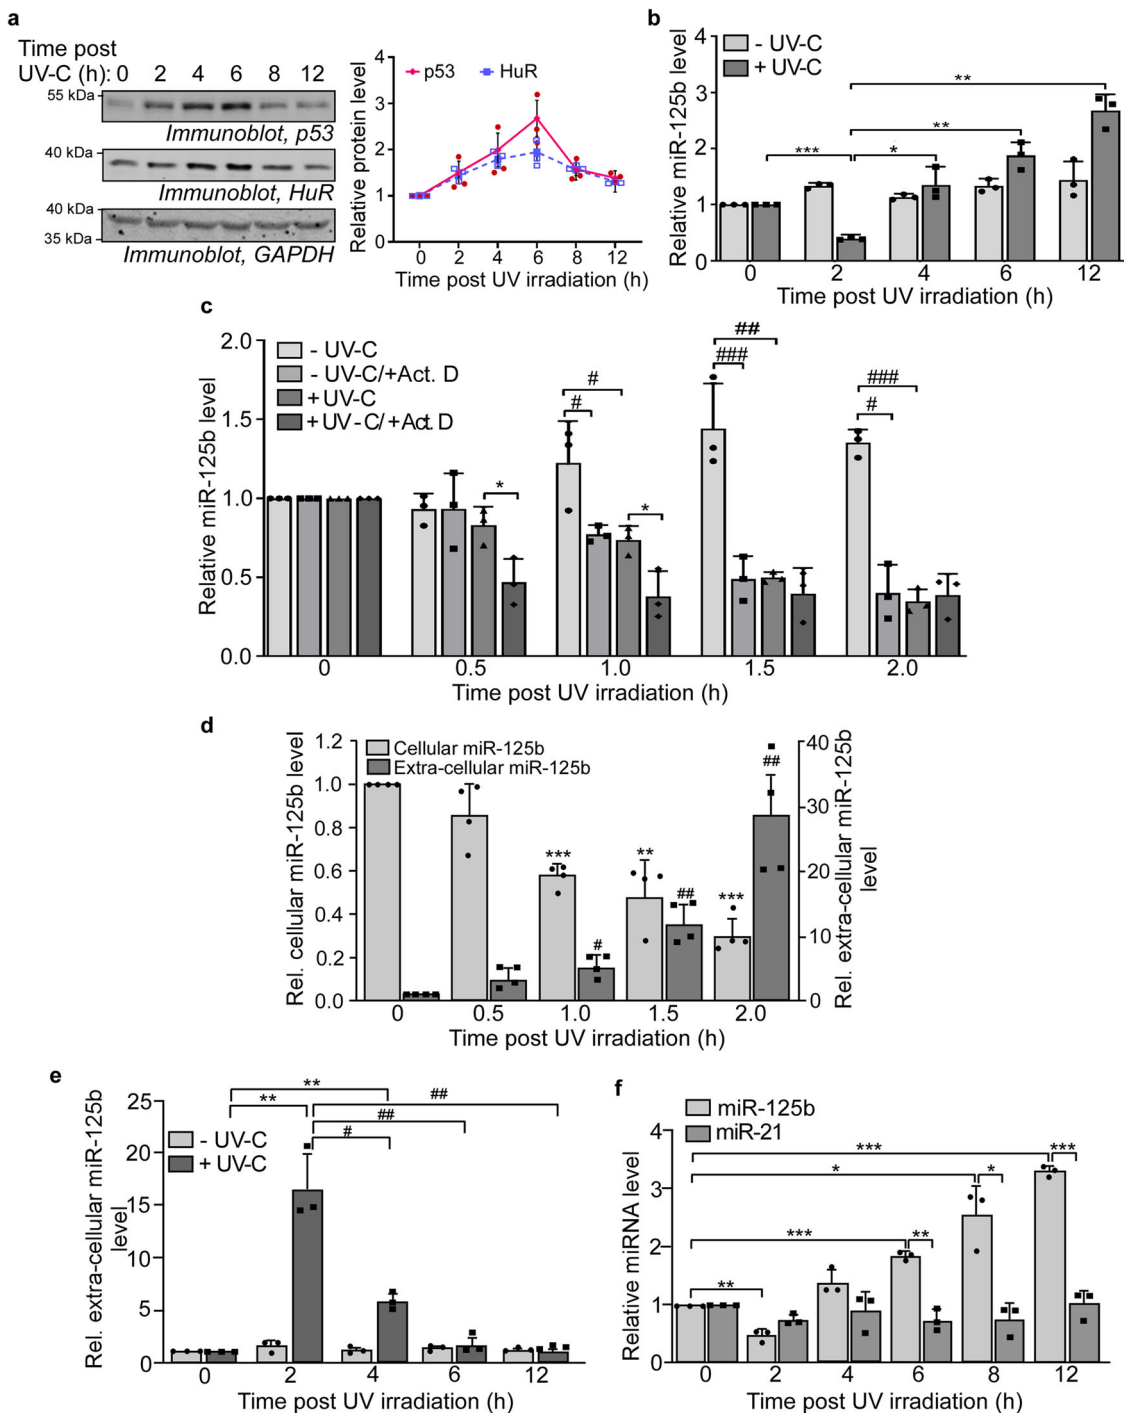 a
Time post
UV-C (h): 0 2 4 6 8 12
55 kDa
Immunoblot, p53
40 kDa
Immunoblot, HuR
40 kDa
35 kDa
Immunoblot, GAPDH
Relative protein level
4
3
2
1
0
p53 HuR
0 2 4 6 8 12
Time post UV irradiation (h)
b
Relative miR-125b level
4
3
2
1
0
- UV-C
+ UV-C
**
**
*** *
0 2 4 6 12
Time post UV irradiation (h)
c
Relative miR-125b level
2.0
1.5
1.0
0.5
0.0
- UV-C
- UV-C/+Act. D
+UV-C
+UV-C/+Act. D
*
#
#
*
##
###
###
#
0 0.5 1.0 1.5 2.0
Time post UV irradiation (h)
d
Rel. cellular miR-125b level
1.2
1.0
0.8
0.6
0.4
0.2
0.0
Cellular miR-125b
Extra-cellular miR-125b
*** # ** ## *** ##
40
30
20
10
0
Rel. extra-cellular miR-125b
level
0 0.5 1.0 1.5 2.0
Time post UV irradiation (h)
e
Rel. extra-cellular miR-125b
level
25
20
15
10
5
0
- UV-C
+ UV-C
**
** ##
##
#
0 2 4 6 12
Time post UV irradiation (h)
f
miR-125b
miR-21
Relative miRNA level
4
3
2
1
0
*** ***
* *
*** **
**
0 2 4 6 8 12
Time post UV irradiation (h)